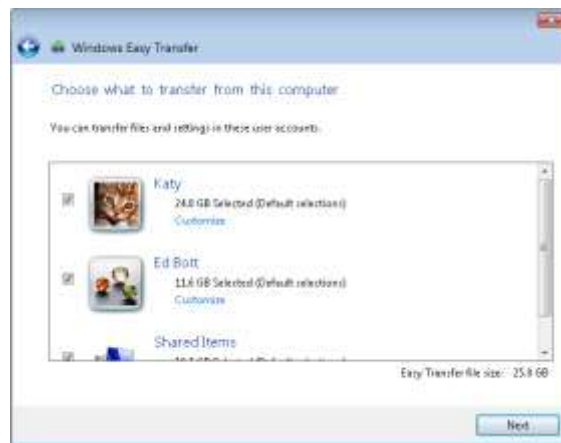 Windows Easy Transfer
Choose what to transfer from this computer
You can transfer files and settings in these user accounts.
Katy
Selected (Default selections)
Customize
Ed Bott
11.6 GB Selected (Default selections)
Customize
Shared Items
Easy Transfer file size: 25.8 GB
Next